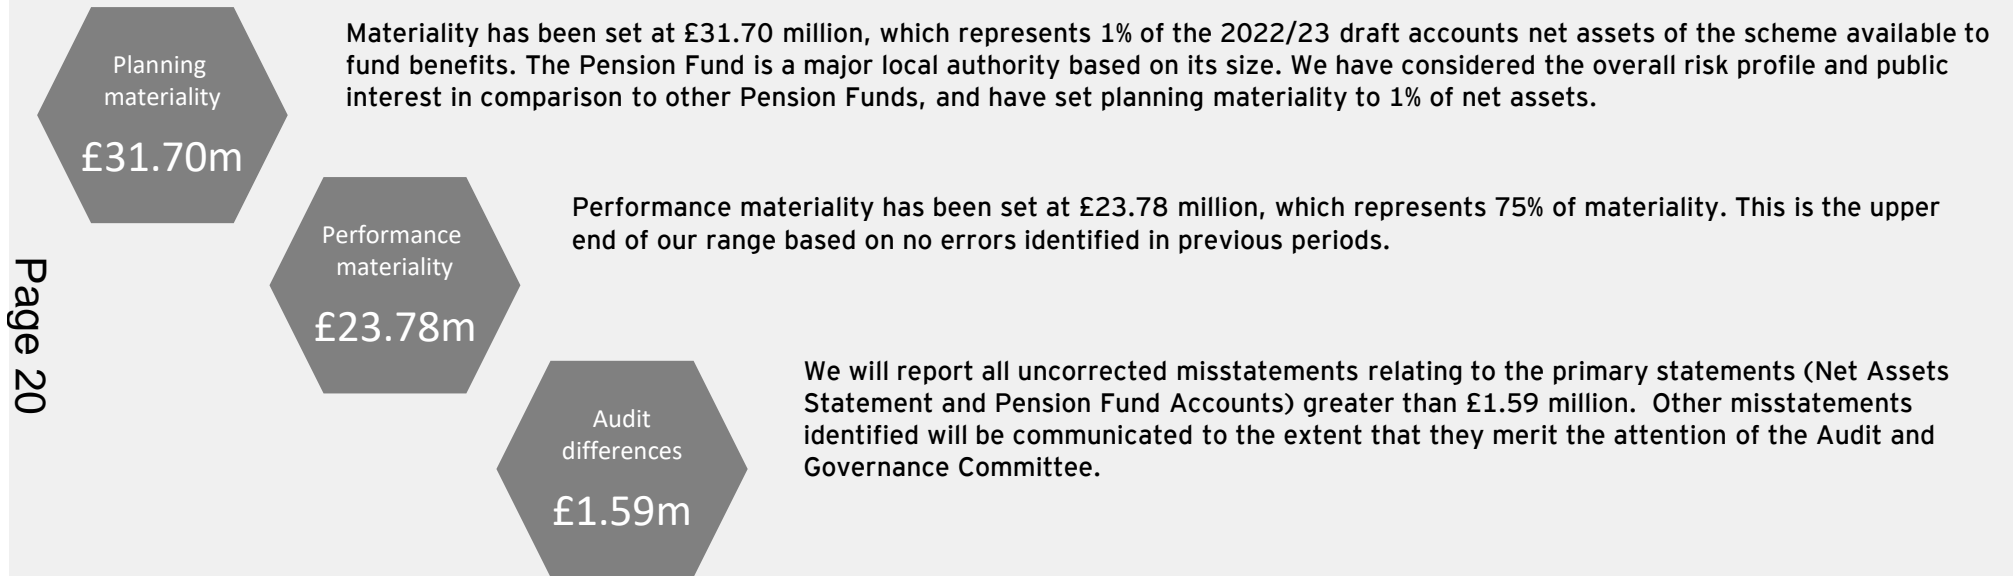 Planning
materiality
£31.70m
Materiality has been set at £31.70 million, which represents 1% of the 2022/23 draft accounts net assets of the scheme available to
fund benefits. The Pension Fund is a major local authority based on its size. We have considered the overall risk profile and public
interest in comparison to other Pension Funds, and have set planning materiality to 1% of net assets.
Performance
materiality
£23.78m
Performance materiality has been set at £23.78 million, which represents 75% of materiality. This is the upper
end of our range based on no errors identified in previous periods.
Audit
differences
£1.59m
We will report all uncorrected misstatements relating to the primary statements (Net Assets
Statement and Pension Fund Accounts) greater than £1.59 million.  Other misstatements
identified will be communicated to the extent that they merit the attention of the Audit and
Governance Committee.
Page 20